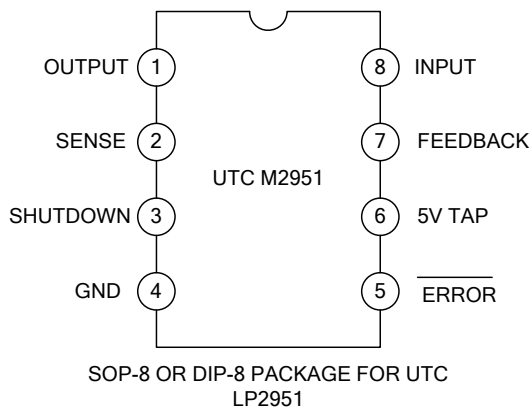 OUTPUT 1 8 INPUT
SENSE 2 7 FEEDBACK
UTC M2951
SHUTDOWN 3 6 5V TAP
GND 4 5 ERROR
SOP-8 OR DIP-8 PACKAGE FOR UTC
LP2951